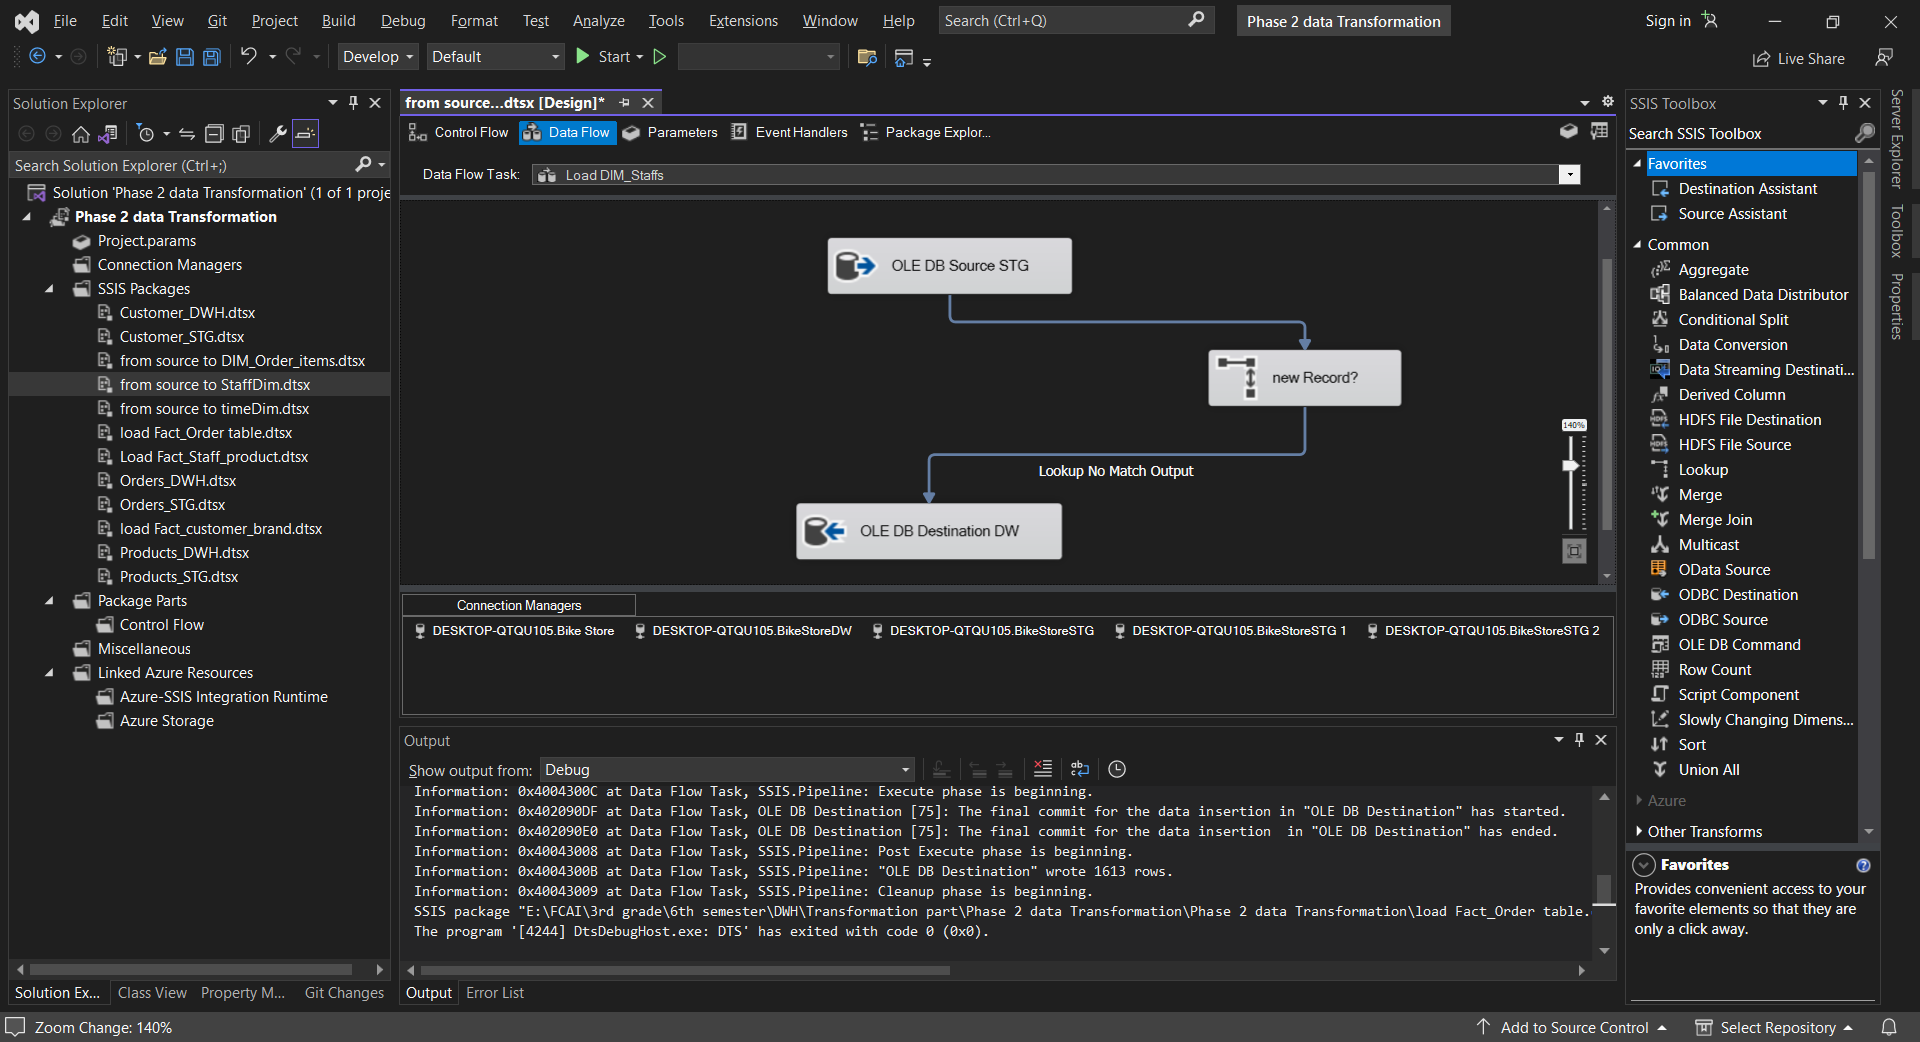 File Edit View Git Project Build Debug Format Test Analyze Tools Extensions Window Help Search (Ctrl+Q) Phase 2 data Transformation Sign in
Develop Default Start Live Share
Solution Explorer
Search Solution Explorer (Ctrl+;)
Solution 'Phase 2 data Transformation' (1 of 1 proje
Phase 2 data Transformation
Project.params
Connection Managers
SSIS Packages
Customer_DWH.dtsx
Customer_STG.dtsx
from source to DIM_Order_items.dtsx
from source to StaffDim.dtsx
from source to timeDim.dtsx
load Fact_Order table.dtsx
Load Fact_Staff_product.dtsx
Orders_DWH.dtsx
Orders_STG.dtsx
load Fact_customer_brand.dtsx
Products_DWH.dtsx
Products_STG.dtsx
Package Parts
Control Flow
Miscellaneous
Linked Azure Resources
Azure-SSIS Integration Runtime
Azure Storage
Solution Ex... Class View Property M... Git Changes
from source...dtsx [Design]*
Control Flow Data Flow Parameters Event Handlers Package Explor...
Data Flow Task: Load DIM_Staffs
OLE DB Source STG
new Record?
140%
Lookup No Match Output
OLE DB Destination DW
Connection Managers
DESKTOP-QTQU105.Bike Store DESKTOP-QTQU105.BikeStoreDW DESKTOP-QTQU105.BikeStoreSTG DESKTOP-QTQU105.BikeStoreSTG 1 DESKTOP-QTQU105.BikeStoreSTG 2
Output
Show output from: Debug
Information: 0x4004300C at Data Flow Task, SSIS.Pipeline: Execute phase is beginning.
Information: 0x402090DF at Data Flow Task, OLE DB Destination [75]: The final commit for the data insertion in "OLE DB Destination" has started.
Information: 0x402090E0 at Data Flow Task, OLE DB Destination [75]: The final commit for the data insertion  in "OLE DB Destination" has ended.
Information: 0x40043008 at Data Flow Task, SSIS.Pipeline: Post Execute phase is beginning.
Information: 0x4004300B at Data Flow Task, SSIS.Pipeline: "OLE DB Destination" wrote 1613 rows.
Information: 0x40043009 at Data Flow Task, SSIS.Pipeline: Cleanup phase is beginning.
SSIS package "E:\FCAI\3rd grade\6th semester\DWH\Transformation part\Phase 2 data Transformation\Phase 2 data Transformation\load Fact_Order table.
The program '[4244] DtsDebugHost.exe: DTS' has exited with code 0 (0x0).
Output Error List
SSIS Toolbox
Search SSIS Toolbox
Favorites
Destination Assistant
Source Assistant
Common
Aggregate
Balanced Data Distributor
Conditional Split
Data Conversion
Data Streaming Destinati...
Derived Column
HDFS File Destination
HDFS File Source
Lookup
Merge
Merge Join
Multicast
OData Source
ODBC Destination
ODBC Source
OLE DB Command
Row Count
Script Component
Slowly Changing Dimens...
Sort
Union All
Azure
Other Transforms
Favorites
Provides convenient access to your
favorite elements so that they are
only a click away.
Server Explorer
Toolbox
Properties
Zoom Change: 140% Add to Source Control Select Repository